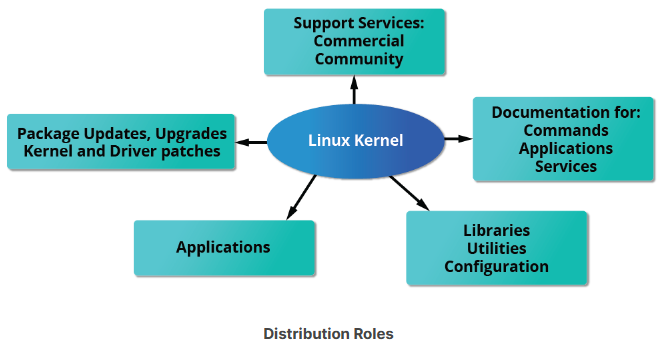 Support Services:
Commercial
Community
Package Updates, Upgrades
Kernel and Driver patches
Linux Kernel
Documentation for:
Commands
Applications
Services
Applications
Libraries
Utilities
Configuration
Distribution Roles